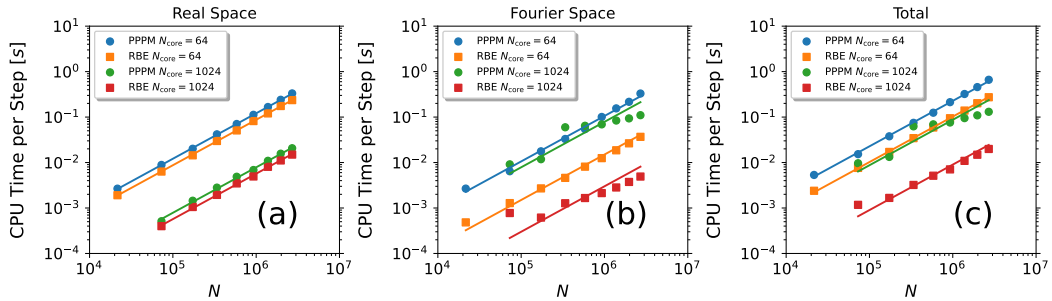 Real Space
CPU Time per Step [s]
10^1
10^0
10^{-1}
10^{-2}
10^{-3}
10^{-4}
PPPM N_core = 64
RBE N_core = 64
PPPM N_core = 1024
RBE N_core = 1024
(a)
10^4 10^5 10^6 10^7
N
Fourier Space
CPU Time per Step [s]
10^1
10^0
10^{-1}
10^{-2}
10^{-3}
10^{-4}
PPPM N_core = 64
RBE N_core = 64
PPPM N_core = 1024
RBE N_core = 1024
(b)
10^4 10^5 10^6 10^7
N
Total
CPU Time per Step [s]
10^1
10^0
10^{-1}
10^{-2}
10^{-3}
10^{-4}
PPPM N_core = 64
RBE N_core = 64
PPPM N_core = 1024
RBE N_core = 1024
(c)
10^4 10^5 10^6 10^7
N